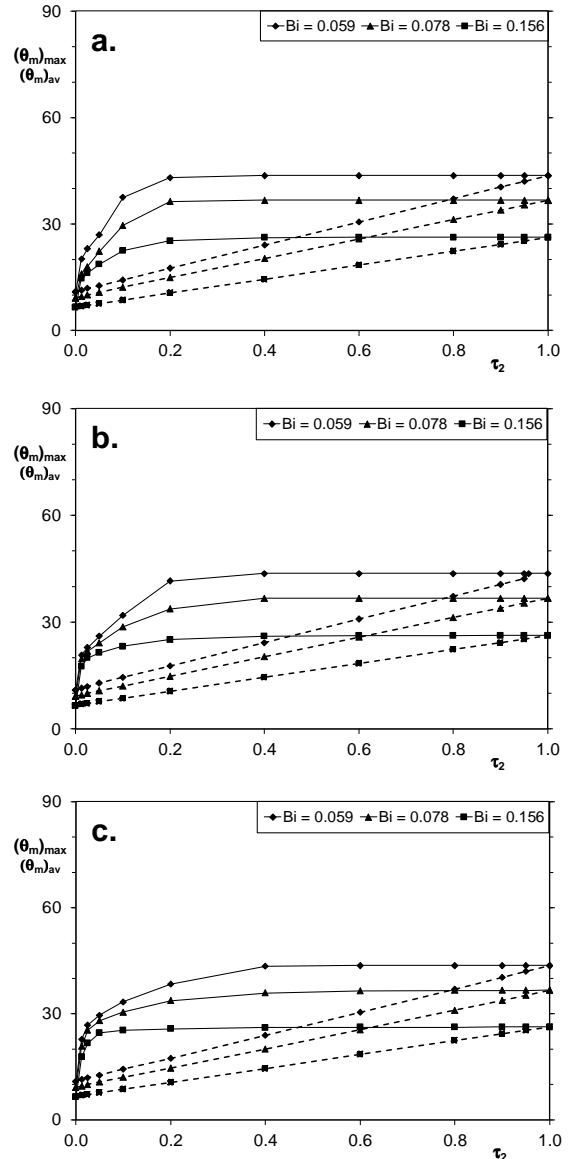 a.
Bi = 0.059 Bi = 0.078 Bi = 0.156
(θm)max
(θm)av
90
60
30
0
0.0 0.2 0.4 0.6 0.8 1.0
τ2
b.
Bi = 0.059 Bi = 0.078 Bi = 0.156
(θm)max
(θm)av
90
60
30
0
0.0 0.2 0.4 0.6 0.8 1.0
τ2
c.
Bi = 0.059 Bi = 0.078 Bi = 0.156
(θm)max
(θm)av
90
60
30
0
0.0 0.2 0.4 0.6 0.8 1.0
τ2